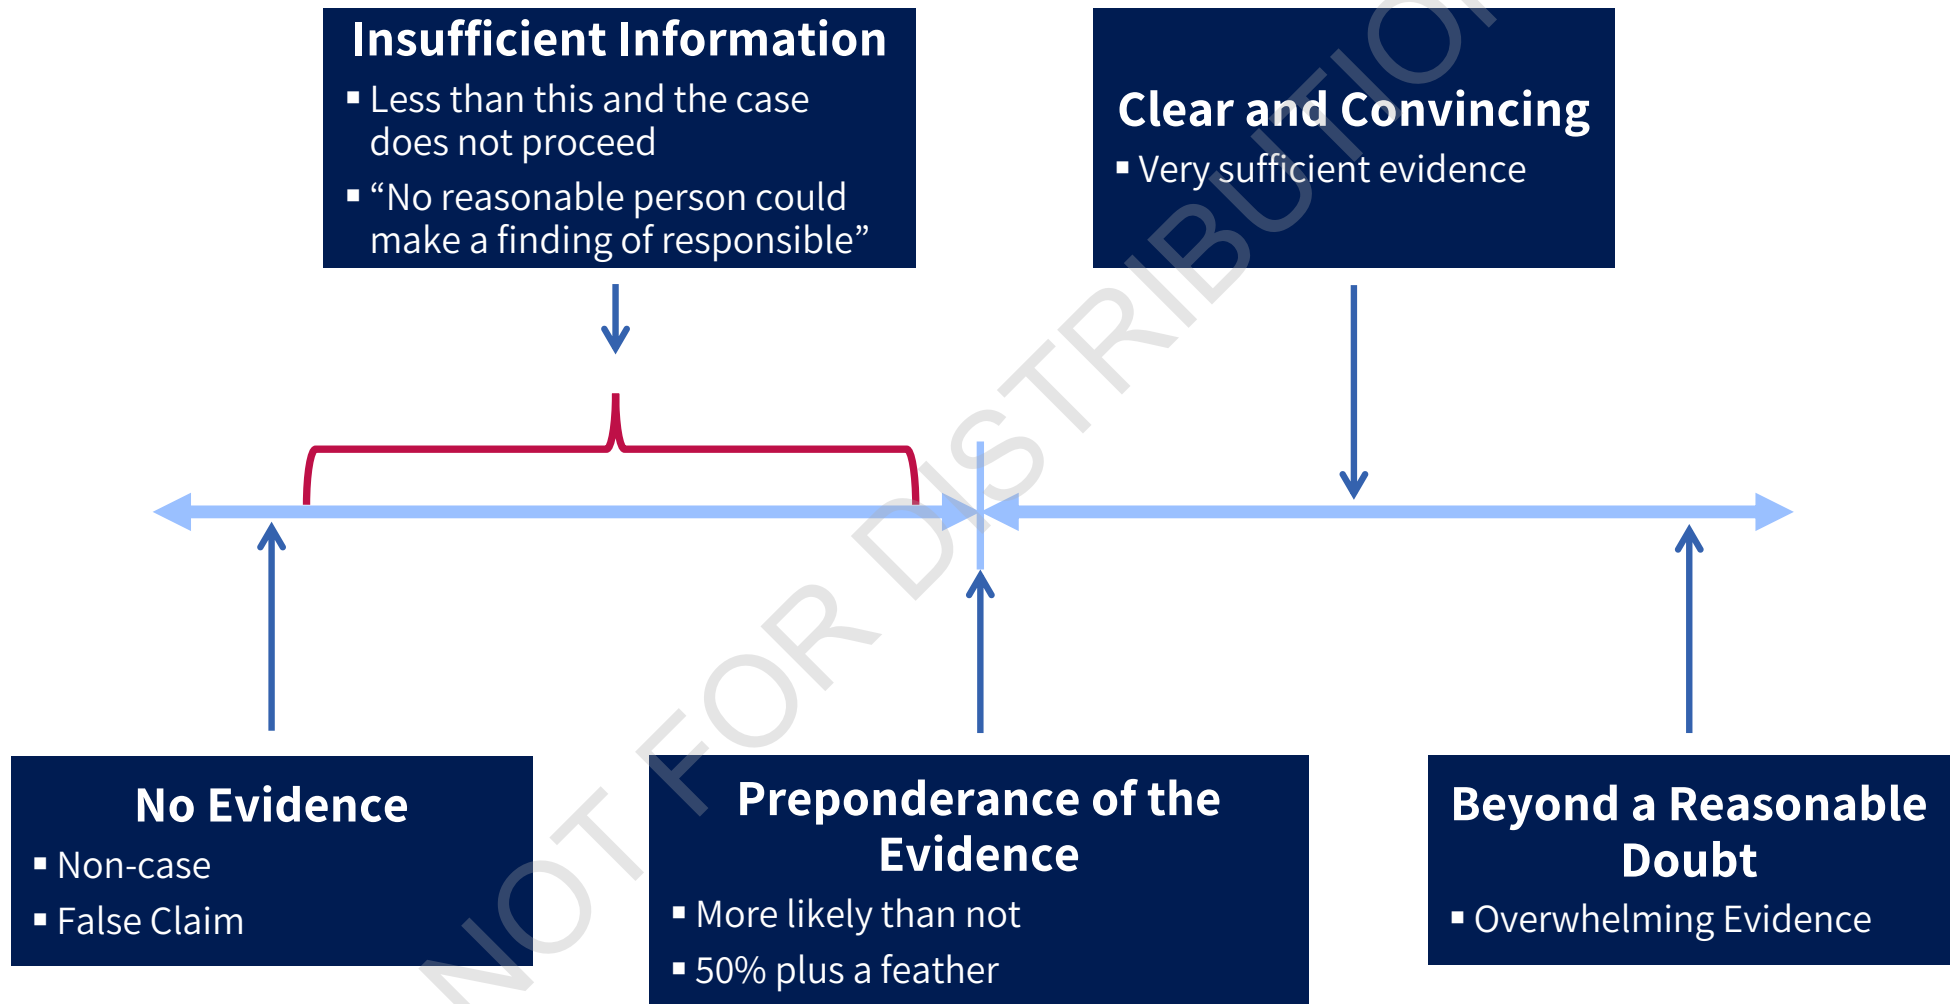 Insufficient Information
▪ Less than this and the case
does not proceed
▪ “No reasonable person could
make a finding of responsible”
Clear and Convincing
▪ Very sufficient evidence
No Evidence
▪ Non-case
▪ False Claim
Preponderance of the
Evidence
▪ More likely than not
▪ 50% plus a feather
Beyond a Reasonable
Doubt
▪ Overwhelming Evidence
NOT FOR DISTRIBUTION